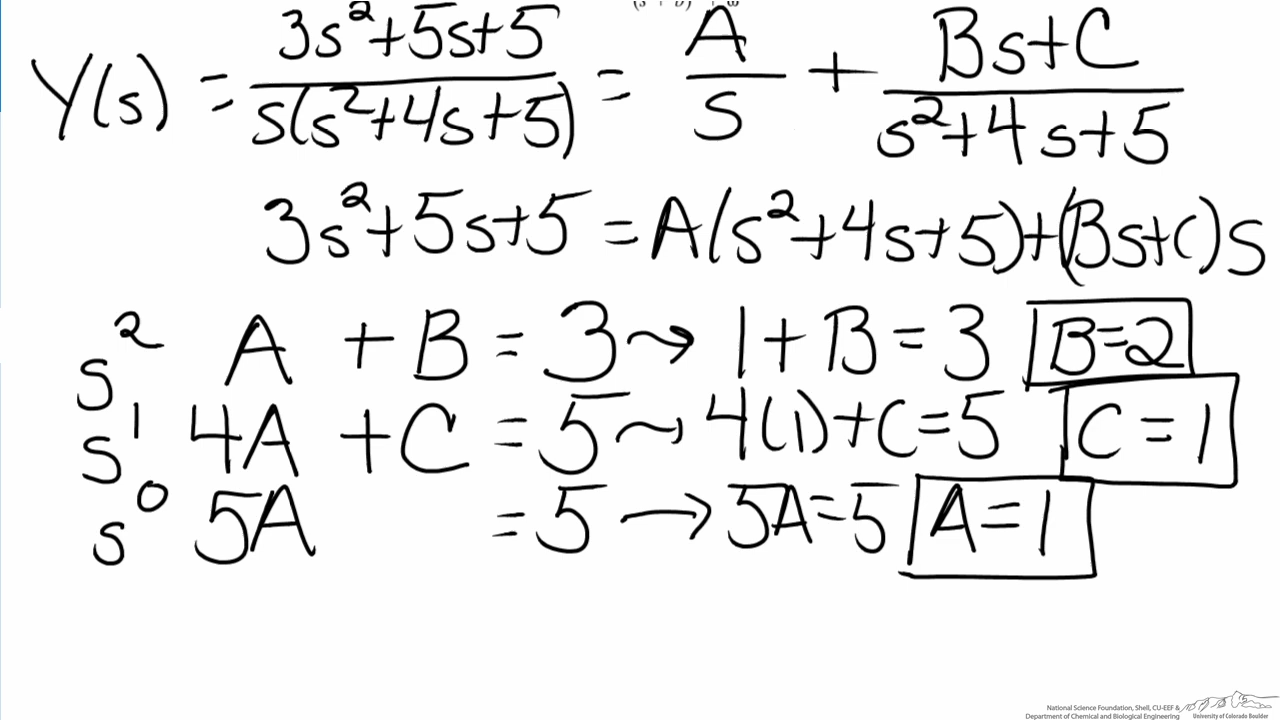 Y(s) = 3s²+5s+5 / s(s²+4s+5) = A / s + Bs+C / s²+4s+5
3s²+5s+5 = A(s²+4s+5)+(Bs+C)s
s² A + B = 3 → 1+B=3 B=2
s¹ 4A + C = 5 → 4(1)+C=5 C=1
s⁰ 5A = 5 → 5A=5 A=1
National Science Foundation, Shell, CU-EEF &
Department of Chemical and Biological Engineering
University of Colorado Boulder